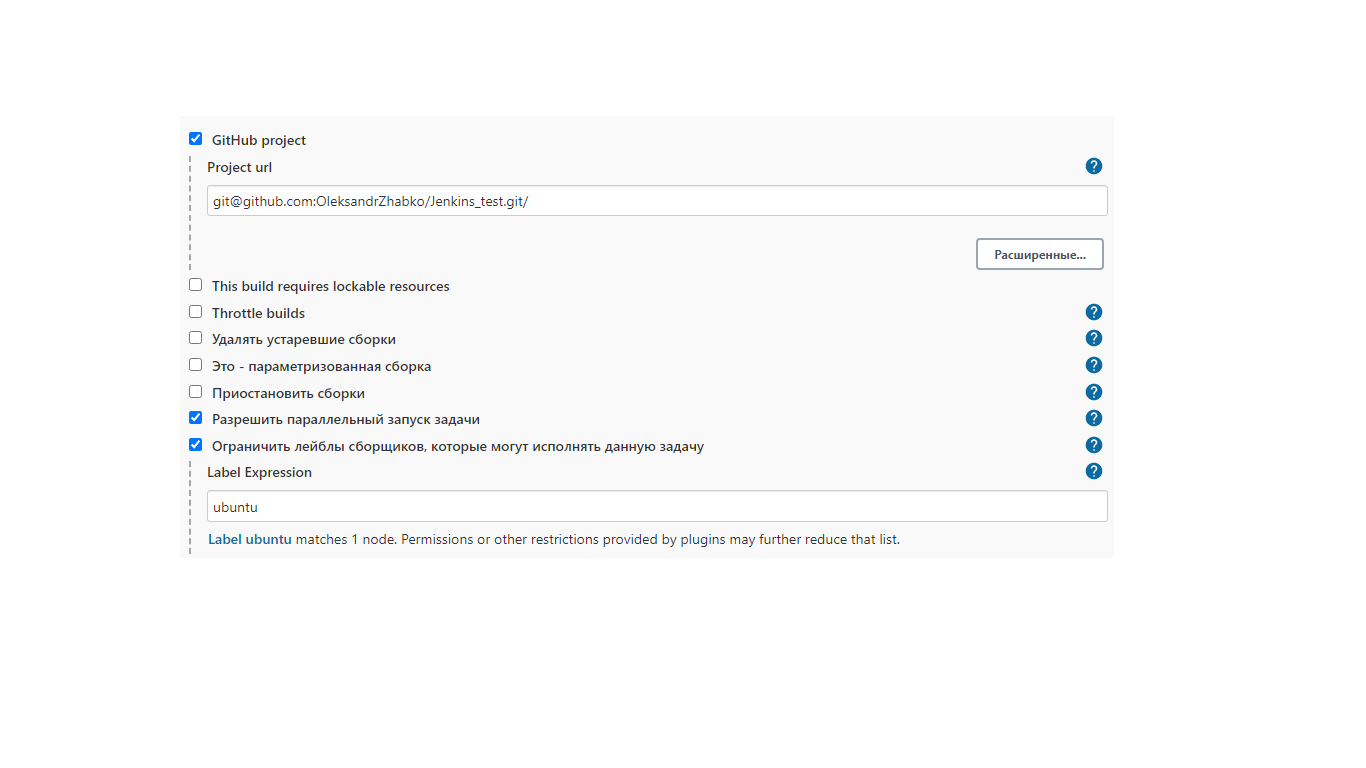 GitHub project
Project url
git@github.com:OleksandrZhabko/Jenkins_test.git/
Расширенные...
This build requires lockable resources
Throttle builds
Удалять устаревшие сборки
Это - параметризованная сборка
Приостановить сборки
Разрешить параллельный запуск задачи
Ограничить лейблы сборщиков, которые могут исполнять данную задачу
Label Expression
ubuntu
Label ubuntu matches 1 node. Permissions or other restrictions provided by plugins may further reduce that list.